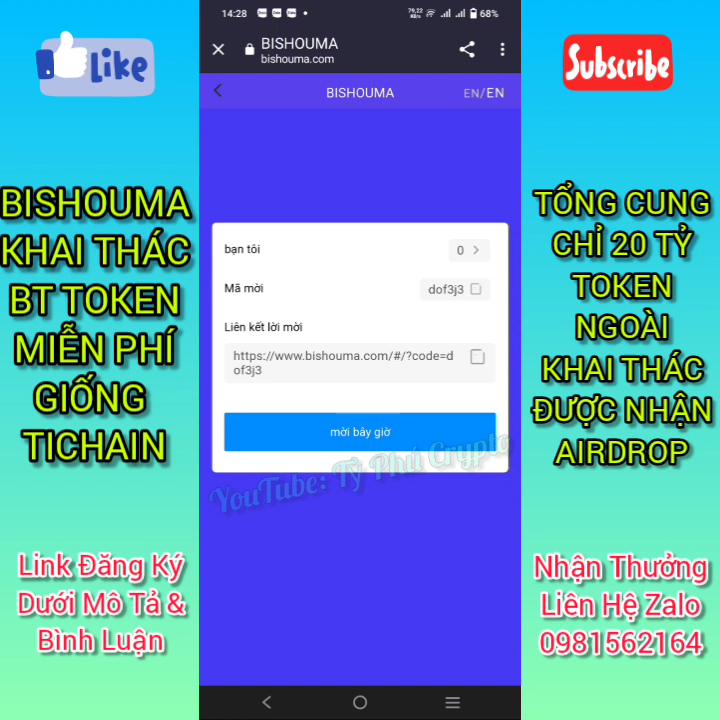 14:28
79,22
KB/s
68%
Like
BISHOUMA
bishouma.com
Subscribe
BISHOUMA
EN/EN
BISHOUMA
KHAI THÁC
BT TOKEN
MIỄN PHÍ
GIỐNG
TICHAIN
bạn tôi
0
Mã mời
dof3j3
Liên kết lời mời
https://www.bishouma.com/#/?code=d
of3j3
mời bây giờ
YouTube: Tỷ Phú Crypto
TỔNG CUNG
CHỈ 20 TỶ
TOKEN
NGOÀI
KHAI THÁC
ĐƯỢC NHẬN
AIRDROP
Link Đăng Ký
Dưới Mô Tả &
Bình Luận
Nhận Thưởng
Liên Hệ Zalo
0981562164